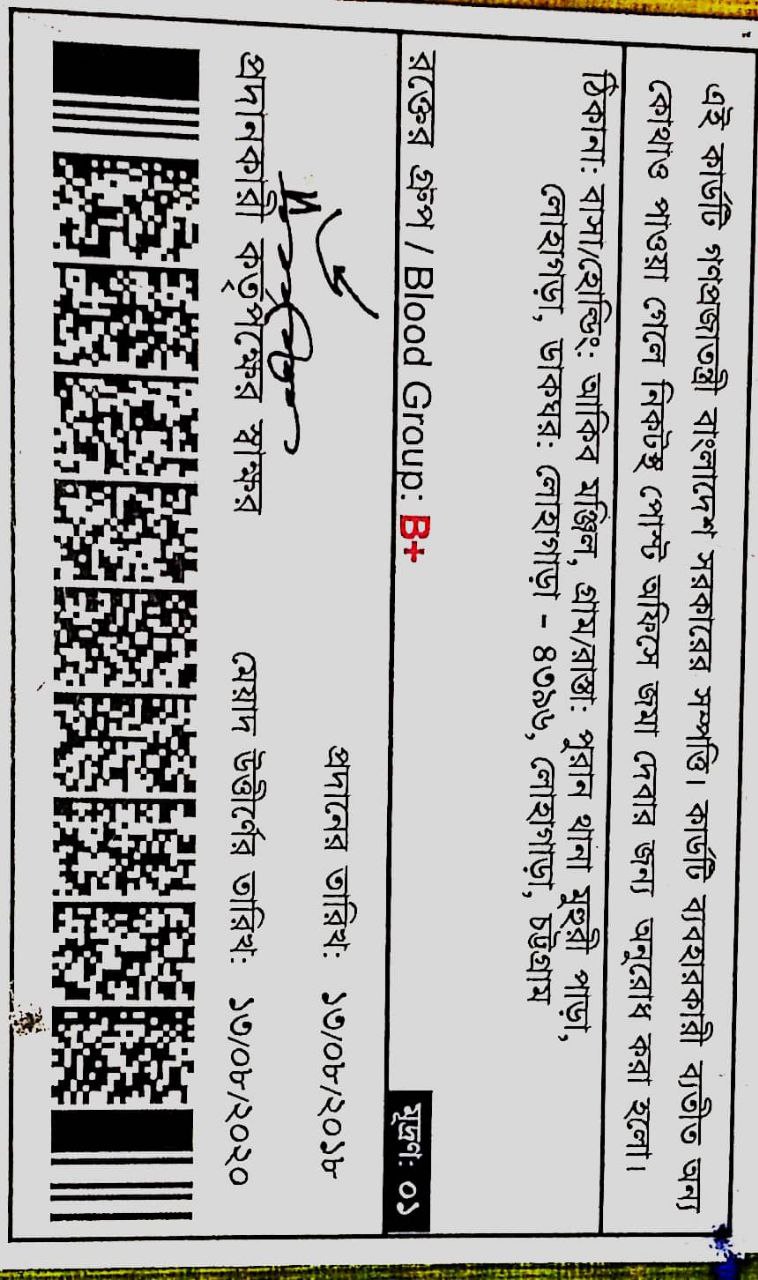 এই কার্ডটি গণপ্রজাতন্ত্রী বাংলাদেশ সরকারের সম্পত্তি। কার্ডটি ব্যবহারকারী ব্যতীত অন্য
কোথাও পাওয়া গেলে নিকটস্থ পোস্ট অফিসে জমা দেবার জন্য অনুরোধ করা হলো।
ঠিকানা: বাসা/হোল্ডিং: আকিব মঞ্জিল, গ্রাম/রাস্তা: পুরান থানা মুহুরী পাড়া,
লোহাগাড়া, ডাকঘর: লোহাগাড়া - ৪৩৯৬, লোহাগাড়া, চট্টগ্রাম
রক্তের গ্রুপ / Blood Group: B+
মুদ্রণ: ০১
প্রদানকারী কর্তৃপক্ষের স্বাক্ষর
প্রদানের তারিখ: ১৩/০৮/২০১৮
মেয়াদ উত্তীর্ণের তারিখ: ১৩/০৮/২০২০